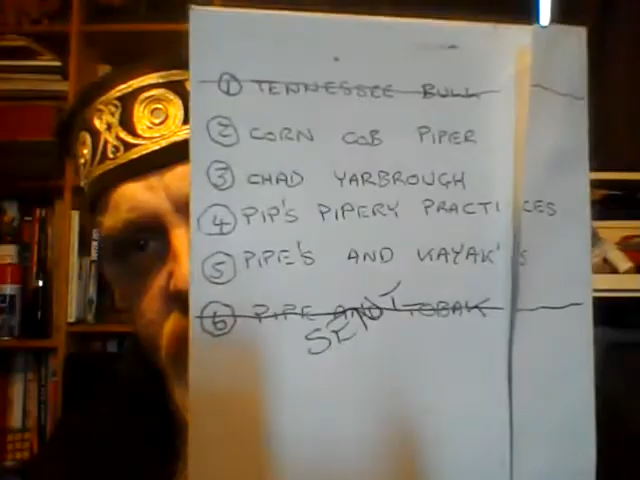 ① TENNESSEE BULL
② CORN COB PIPER
③ CHAD YARBROUGH
④ PIP'S PIPERY PRACTICES
⑤ PIPE'S AND KAYAK'S
⑥ PIPE AND TOBAK
SENT